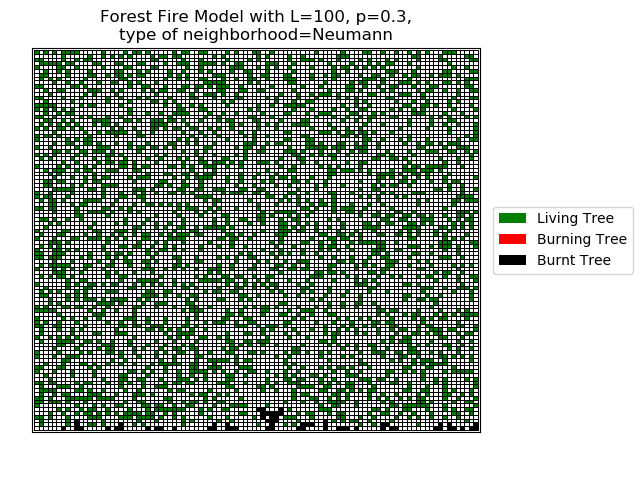 Forest Fire Model with L=100, p=0.3,
type of neighborhood=Neumann
Living Tree
Burning Tree
Burnt Tree